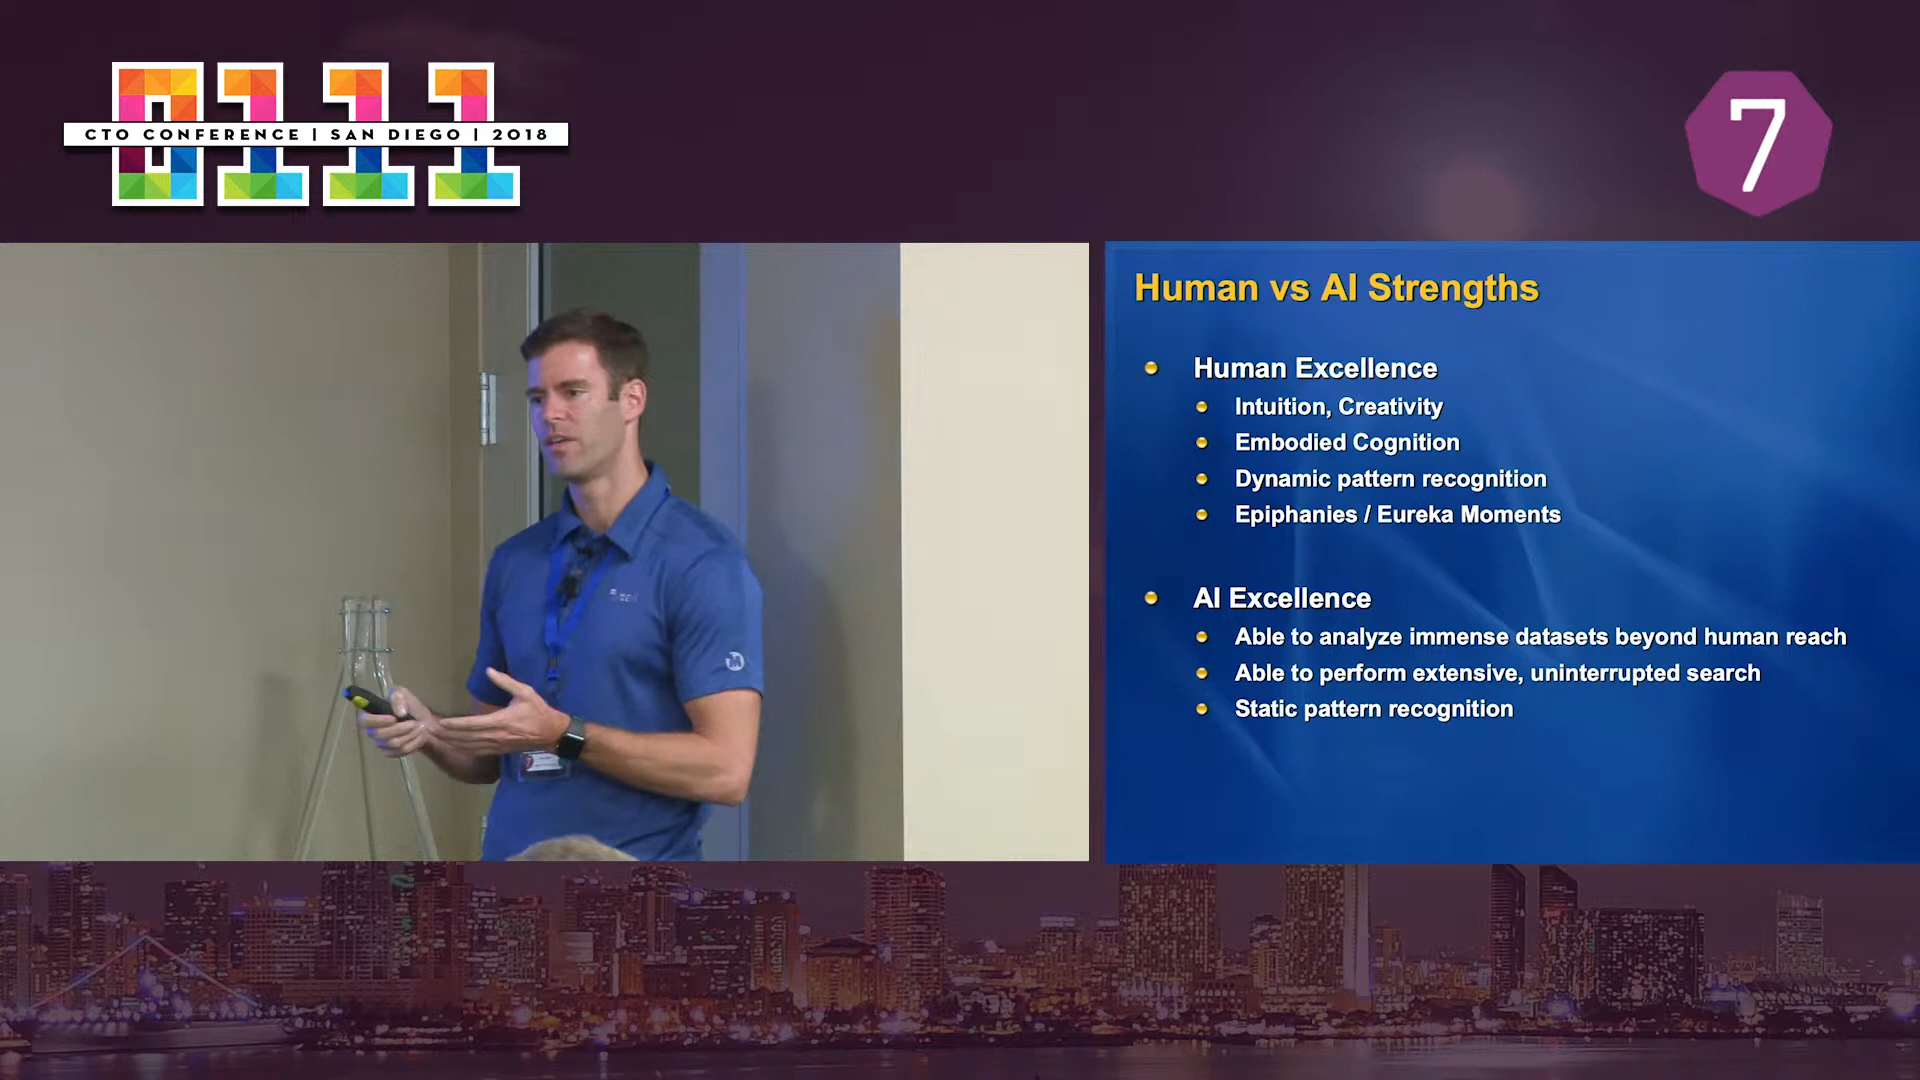 0111
CTO CONFERENCE | SAN DIEGO | 2018
7
Human vs AI Strengths
Human Excellence
Intuition, Creativity
Embodied Cognition
Dynamic pattern recognition
Epiphanies / Eureka Moments
AI Excellence
Able to analyze immense datasets beyond human reach
Able to perform extensive, uninterrupted search
Static pattern recognition